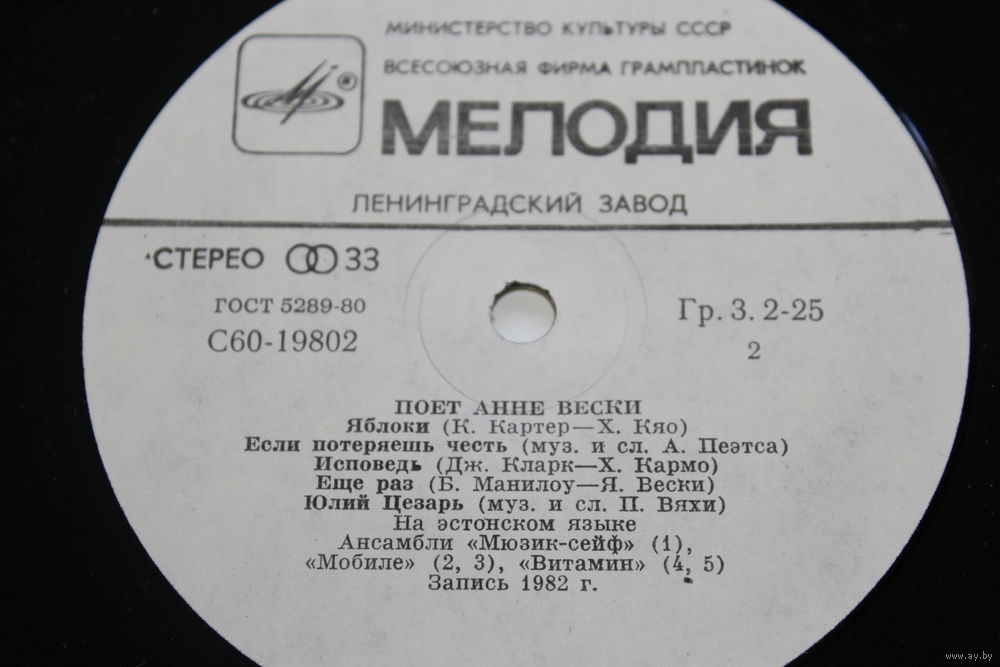 МИНИСТЕРСТВО КУЛЬТУРЫ СССР
ВСЕСОЮЗНАЯ ФИРМА ГРАМПЛАСТИНОК
®
МЕЛОДИЯ
ЛЕНИНГРАДСКИЙ ЗАВОД
СТЕРЕО 33
ГОСТ 5289-80
Гр. 3. 2-25
С60-19802
2
ПОЕТ АННЕ ВЕСКИ
Яблоки (К. Картер—Х. Кяо)
Если потеряешь честь (муз. и сл. А. Пеэтса)
Исповедь (Дж. Кларк—Х. Кармо)
Еще раз (Б. Манилоу—Я. Вески)
Юлий Цезарь (муз. и сл. П. Вяхи)
На эстонском языке
Ансамбли «Мюзик-сейф» (1),
«Мобиле» (2, 3), «Витамин» (4, 5)
Запись 1982 г.
www.ay.by